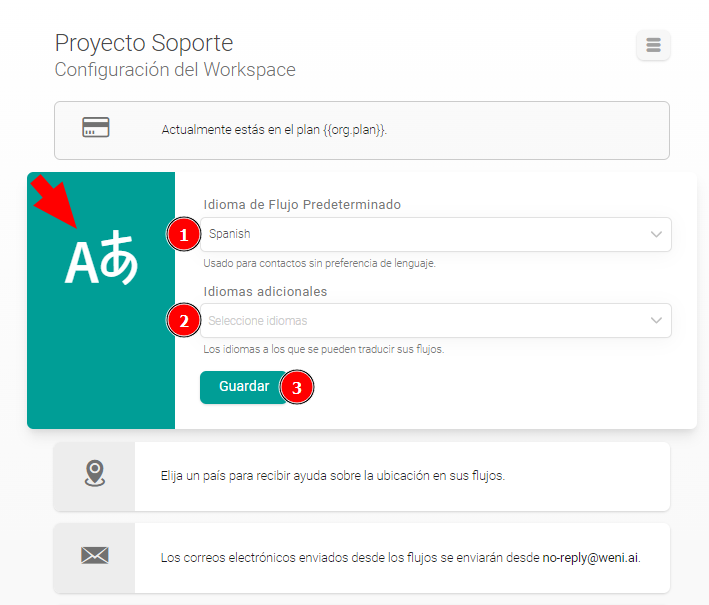 Proyecto Soporte
Configuración del Workspace
Actualmente estás en el plan {{org.plan}}.
Aあ
Idioma de Flujo Predeterminado
1
Spanish
Usado para contactos sin preferencia de lenguaje.
Idiomas adicionales
2
Seleccione idiomas
Los idiomas a los que se pueden traducir sus flujos.
Guardar
3
Elija un país para recibir ayuda sobre la ubicación en sus flujos.
Los correos electrónicos enviados desde los flujos se enviarán desde no-reply@weni.ai.